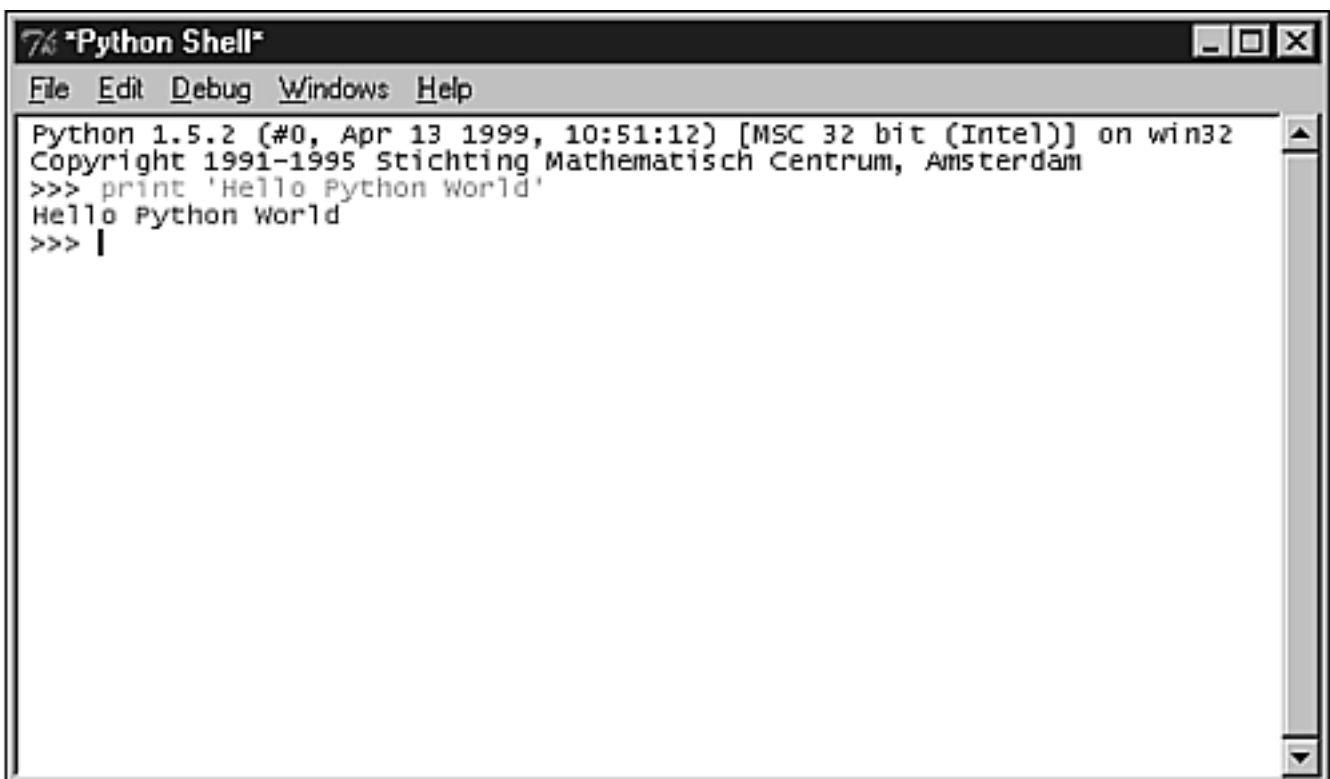 *Python Shell*
File Edit Debug Windows Help
Python 1.5.2 (#0, Apr 13 1999, 10:51:12) [MSC 32 bit (Intel)] on win32
Copyright 1991-1995 Stichting Mathematisch Centrum, Amsterdam
>>> print 'Hello Python World'
Hello Python World
>>>